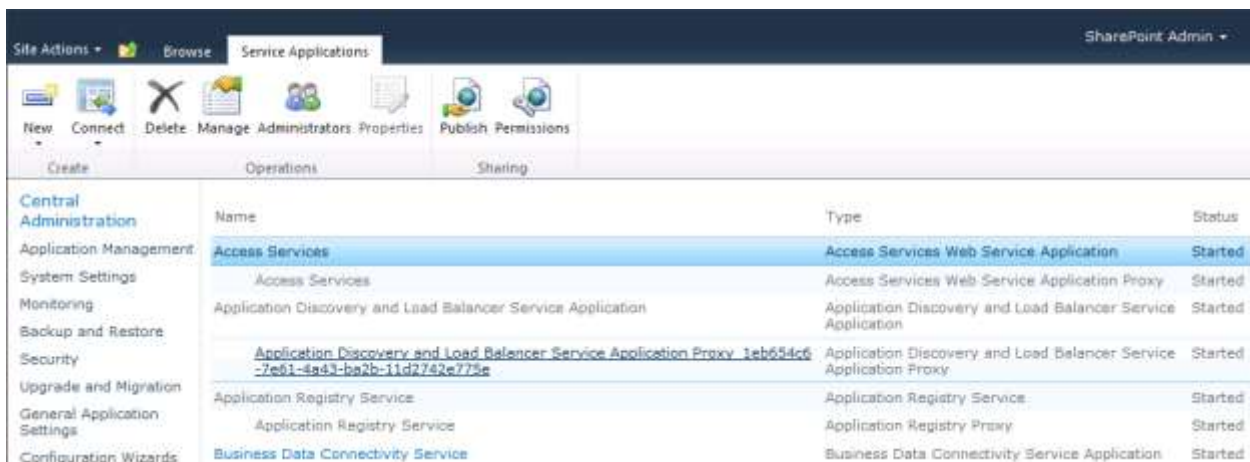 SharePoint Admin
Site Actions Browse Service Applications
New Connect Delete Manage Administrators Properties Publish Permissions
Create Operations Sharing
Central
Administration
Application Management
System Settings
Monitoring
Backup and Restore
Security
Upgrade and Migration
General Application
Settings
Configuration Wizards
Name Type Status
Access Services Access Services Web Service Application Started
Access Services Access Services Web Service Application Proxy Started
Application Discovery and Load Balancer Service Application Application Discovery and Load Balancer Service Started
Application
Application Discovery and Load Balancer Service Application Proxy_1eb654c6 Application Discovery and Load Balancer Service Started
-7e61-4a43-ba2b-11d2742e775e Application Proxy
Application Registry Service Application Registry Service Started
Application Registry Service Application Registry Proxy Started
Business Data Connectivity Service Business Data Connectivity Service Application Started